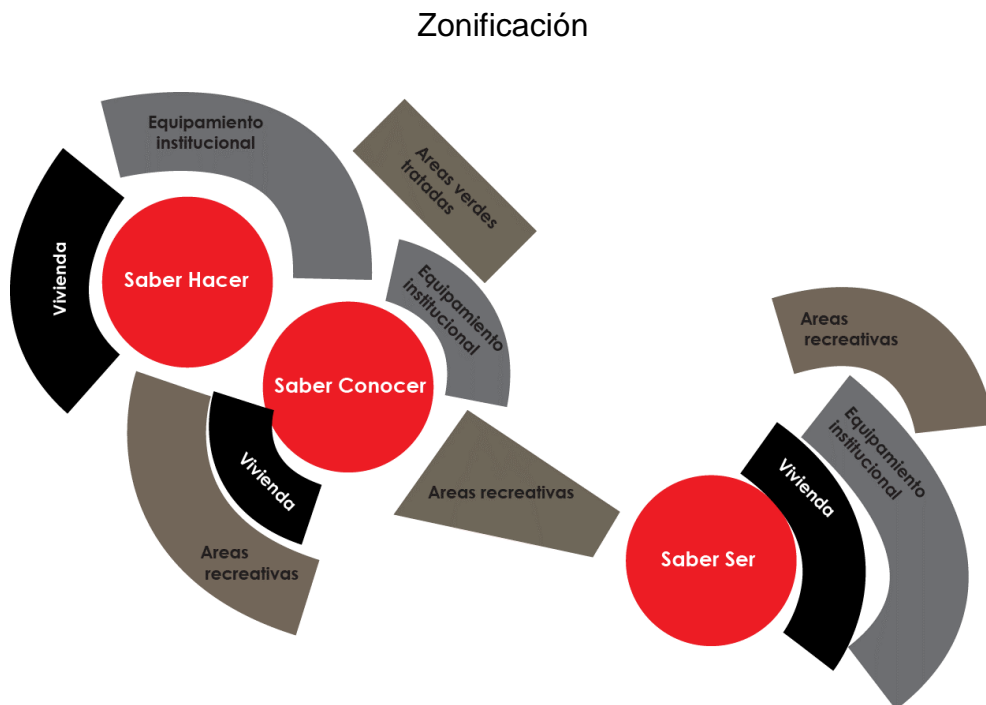 Zonificación
Equipamiento
institucional
Areas verdes
tratadas
Vivienda
Saber Hacer
Equipamiento
institucional
Areas
recreativas
Saber Conocer
Vivienda
Areas recreativas
Equipamiento
institucional
Vivienda
Areas
recreativas
Saber Ser